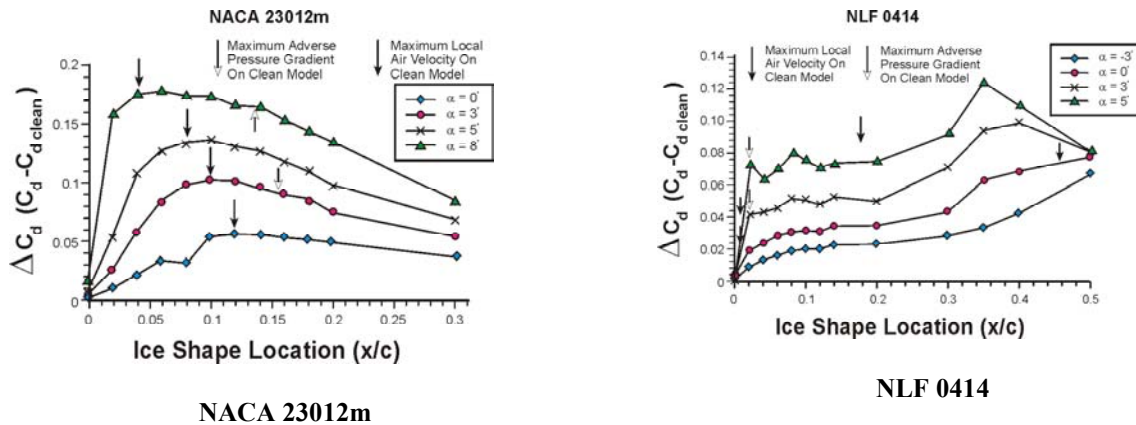 NACA 23012m
Maximum Adverse
Pressure Gradient
On Clean Model
Maximum Local
Air Velocity On
Clean Model
α = 0°
α = 3°
α = 5°
α = 8°
Δ Cd (Cd -Cd clean)
0.2
0.15
0.1
0.05
0
0
0.05
0.1
0.15
0.2
0.25
0.3
Ice Shape Location (x/c)
NACA 23012m
NLF 0414
Maximum Local
Air Velocity On
Clean Model
Maximum Adverse
Pressure Gradient
On Clean Model
α = -3°
α = 0°
α = 3°
α = 5°
Δ Cd (Cd -Cd clean)
0.14
0.12
0.10
0.08
0.06
0.04
0.02
0
0
0.1
0.2
0.3
0.4
0.5
Ice Shape Location (x/c)
NLF 0414